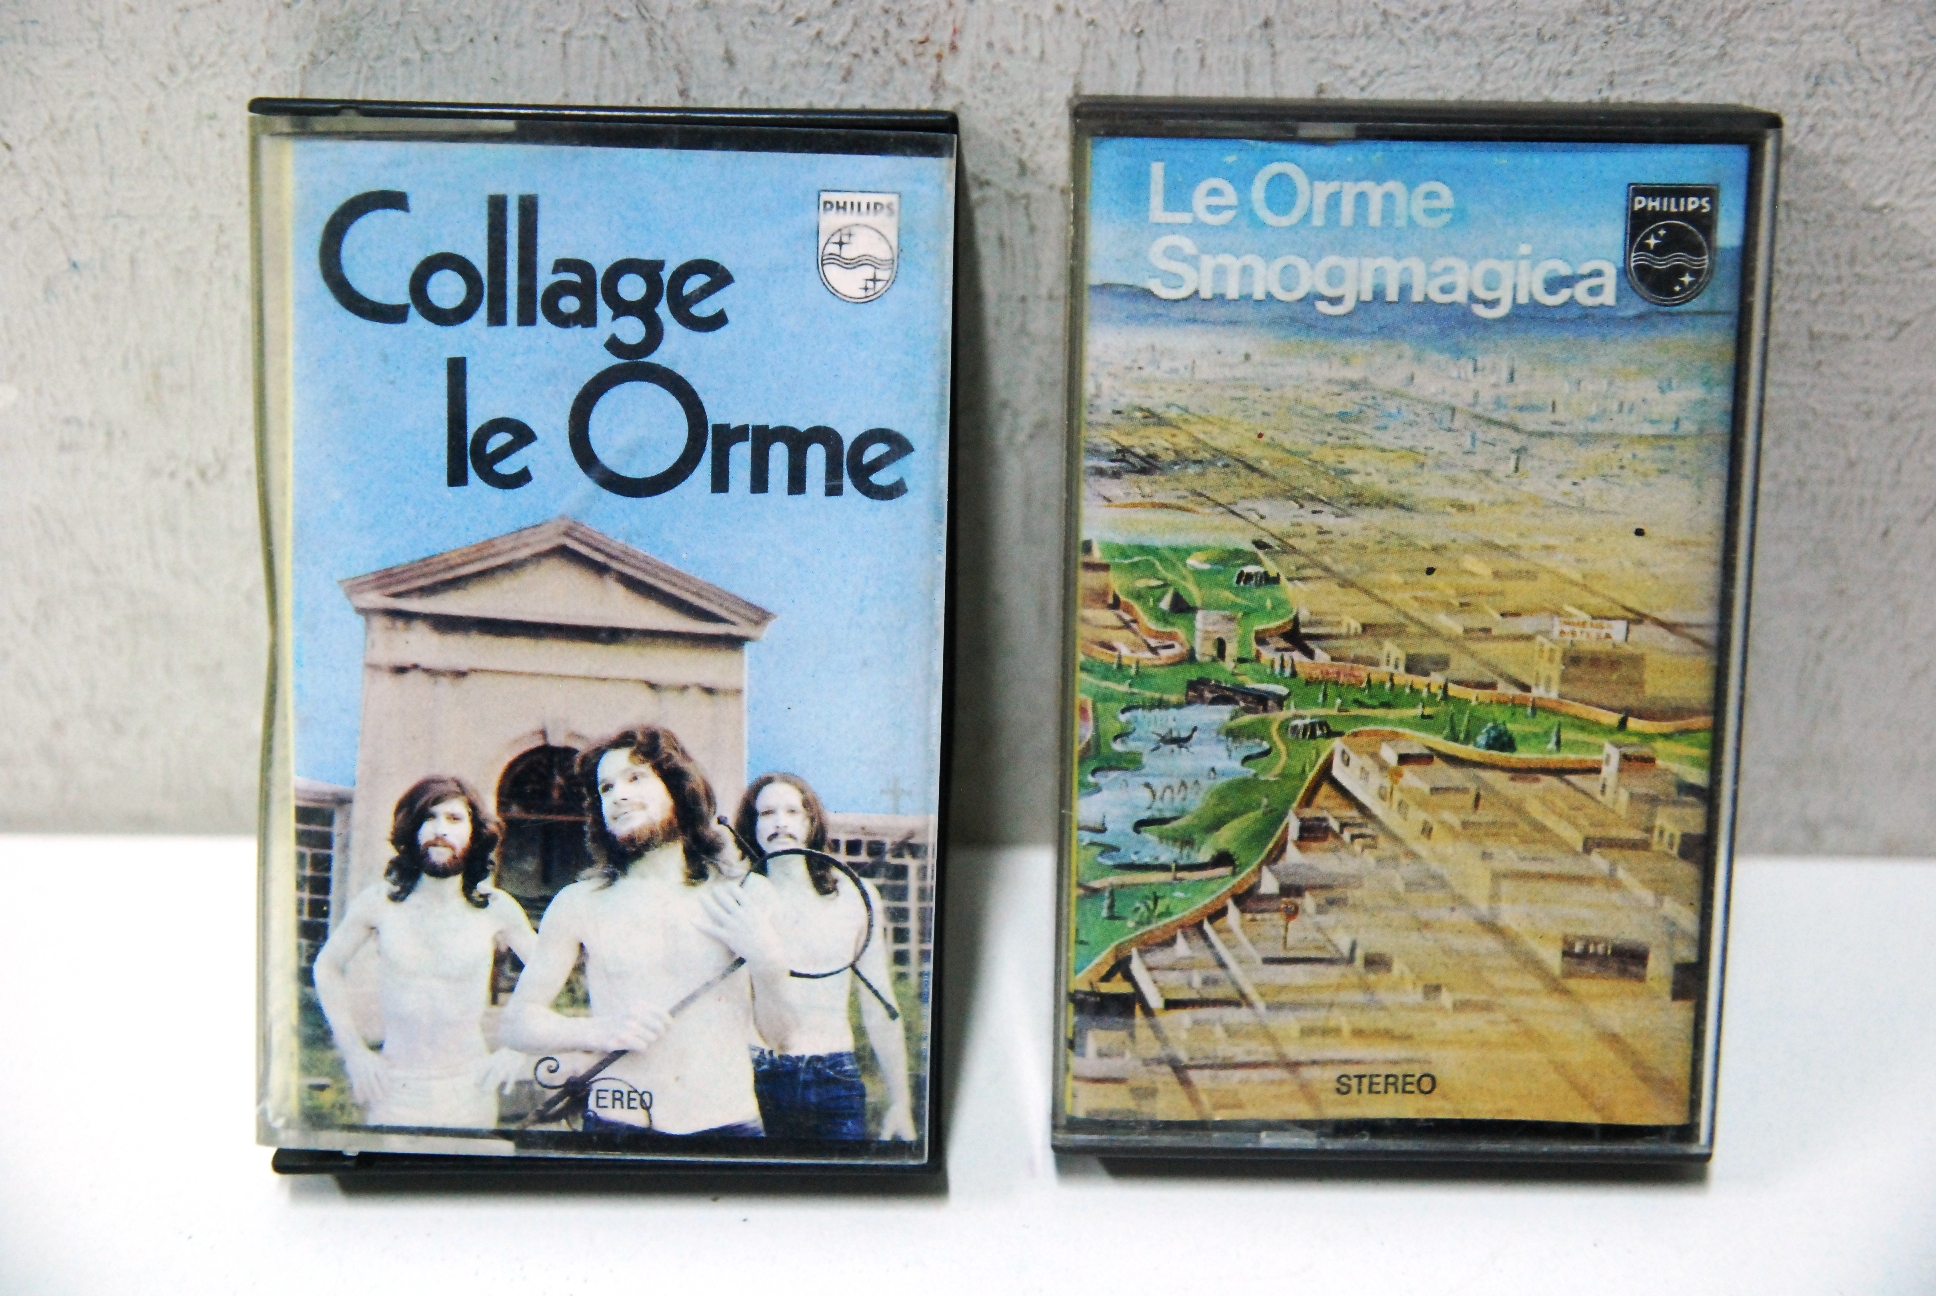 Collage
le Orme
PHILIPS
EREO
Le Orme
Smogmagica
PHILIPS
STEREO